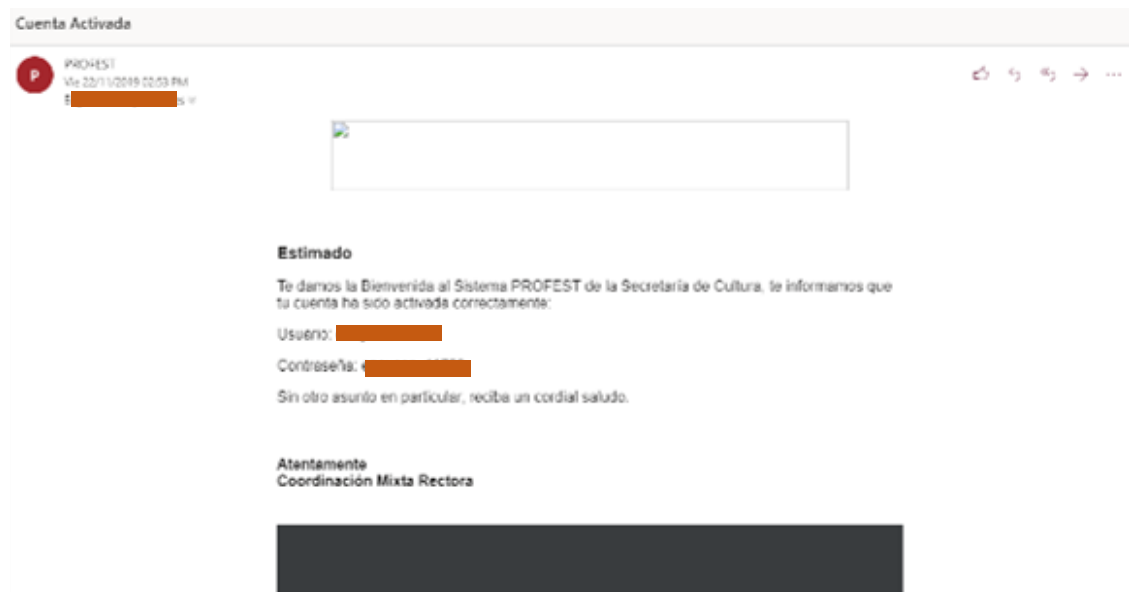 Cuenta Activada
P
PROFEST
Vie 22/11/2019 02:53 PM
Estimado
Te damos la Bienvenida al Sistema PROFEST de la Secretaría de Cultura, te informamos que
tu cuenta ha sido activada correctamente:
Usuario:
Contraseña:
Sin otro asunto en particular, reciba un cordial saludo.
Atentamente
Coordinación Mixta Rectora